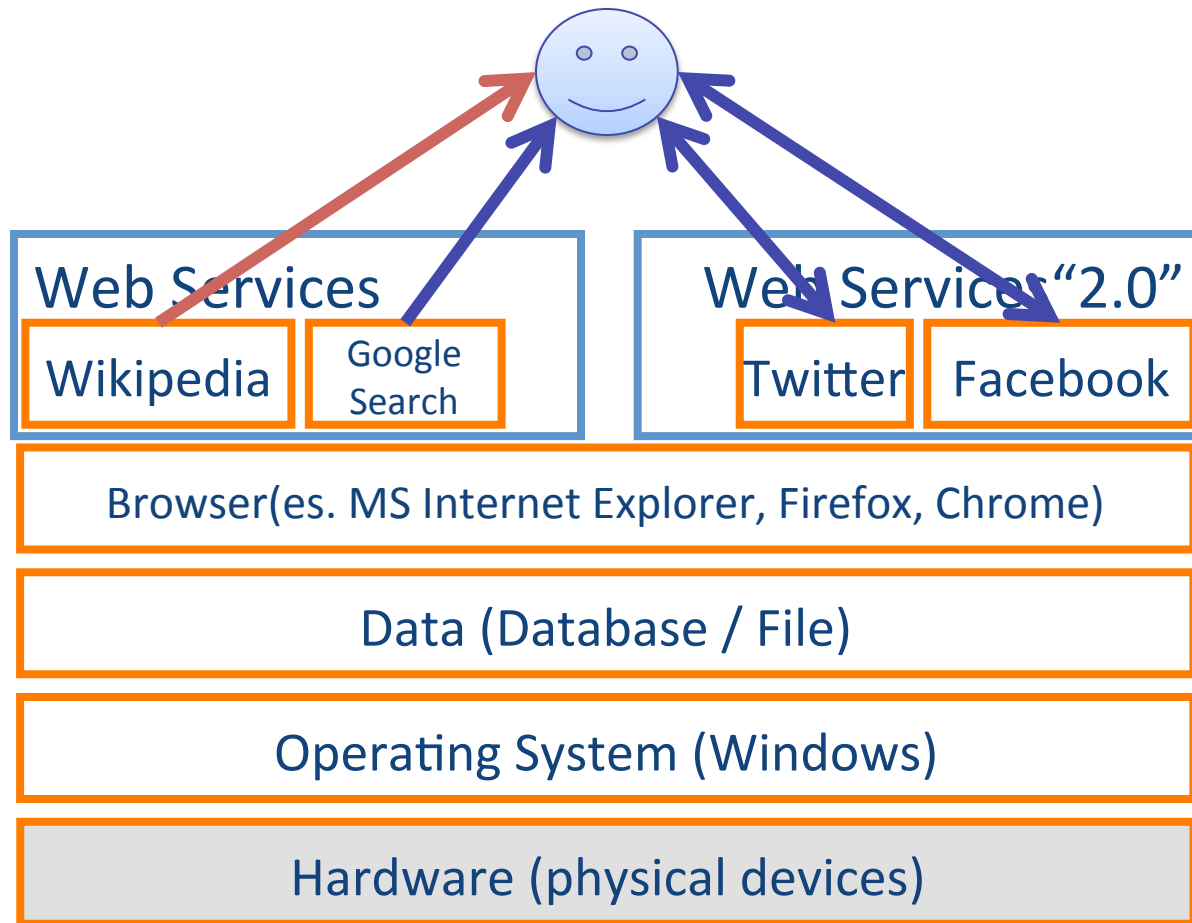 Web Services
Wikipedia
Google
Search
Web Services“2.0”
Twitter
Facebook
Browser(es. MS Internet Explorer, Firefox, Chrome)
Data (Database / File)
Operating System (Windows)
Hardware (physical devices)